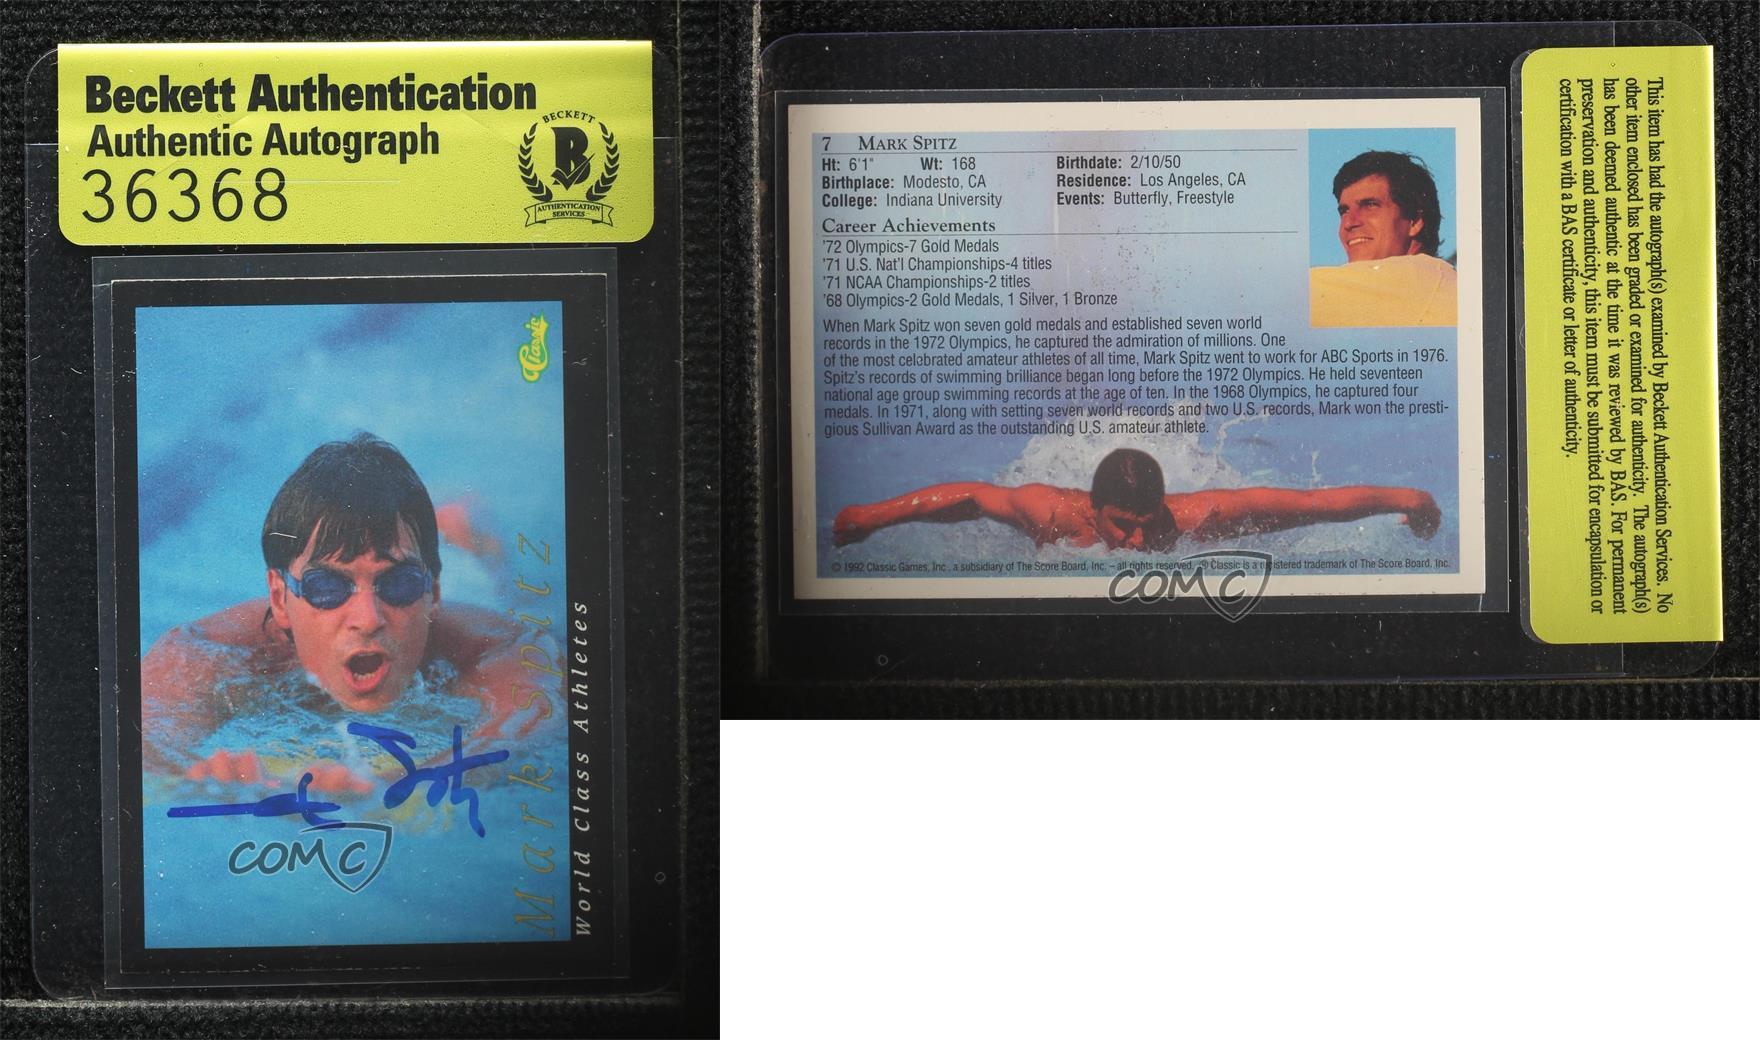 Beckett Authentication
Authentic Autograph
36368
BECKETT
B
AUTHENTICATION
SERVICES
Classic
Mark Spitz
World Class Athletes
COMC
7 MARK SPITZ
Ht: 6'1" Wt: 168 Birthdate: 2/10/50
Birthplace: Modesto, CA Residence: Los Angeles, CA
College: Indiana University Events: Butterfly, Freestyle
Career Achievements
'72 Olympics-7 Gold Medals
'71 U.S. Nat'l Championships-4 titles
'71 NCAA Championships-2 titles
'68 Olympics-2 Gold Medals, 1 Silver, 1 Bronze
When Mark Spitz won seven gold medals and established seven world
records in the 1972 Olympics, he captured the admiration of millions. One
of the most celebrated amateur athletes of all time, Mark Spitz went to work for ABC Sports in 1976.
Spitz's records of swimming brilliance began long before the 1972 Olympics. He held seventeen
national age group swimming records at the age of ten. In the 1968 Olympics, he captured four
medals. In 1971, along with setting seven world records and two U.S. records, Mark won the presti-
gious Sullivan Award as the outstanding U.S. amateur athlete.
© 1992 Classic Games, Inc., a subsidiary of The Score Board, Inc. – all rights reserved. ® Classic is a registered trademark of The Score Board, Inc.
COMC
This item has had the autograph(s) examined by Beckett Authentication Services. No
other item enclosed has been graded or examined for authenticity. The autograph(s)
has been deemed authentic at the time it was reviewed by BAS. For permanent
preservation and authenticity, this item must be submitted for encapsulation or
certification with a BAS certificate or letter of authenticity.